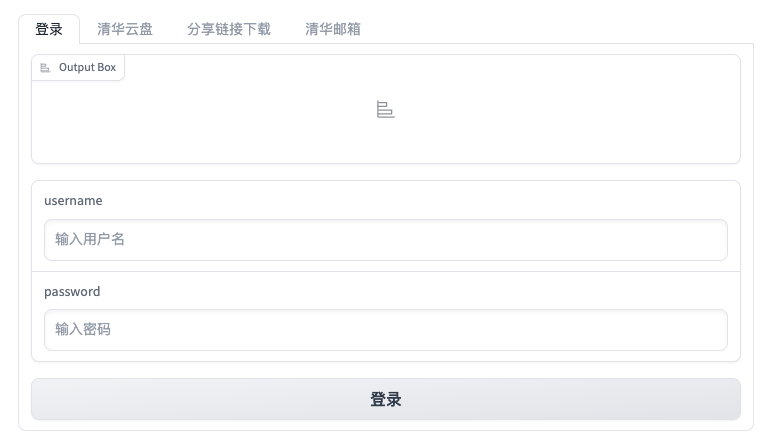 登录 清华云盘 分享链接下载 清华邮箱
Output Box
username
输入用户名
password
输入密码
登录